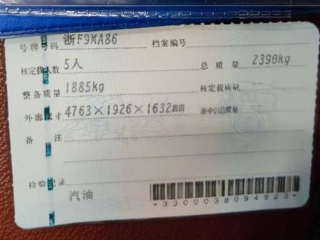 号牌号码 浙F9MA86 档案编号
核定载人数 5人 总质量 2390kg
整备质量 1885kg 核定载质量
外廓尺寸 4763×1926×1632 准牵引总质量
备注
检验记录
汽油
*3300038094923*